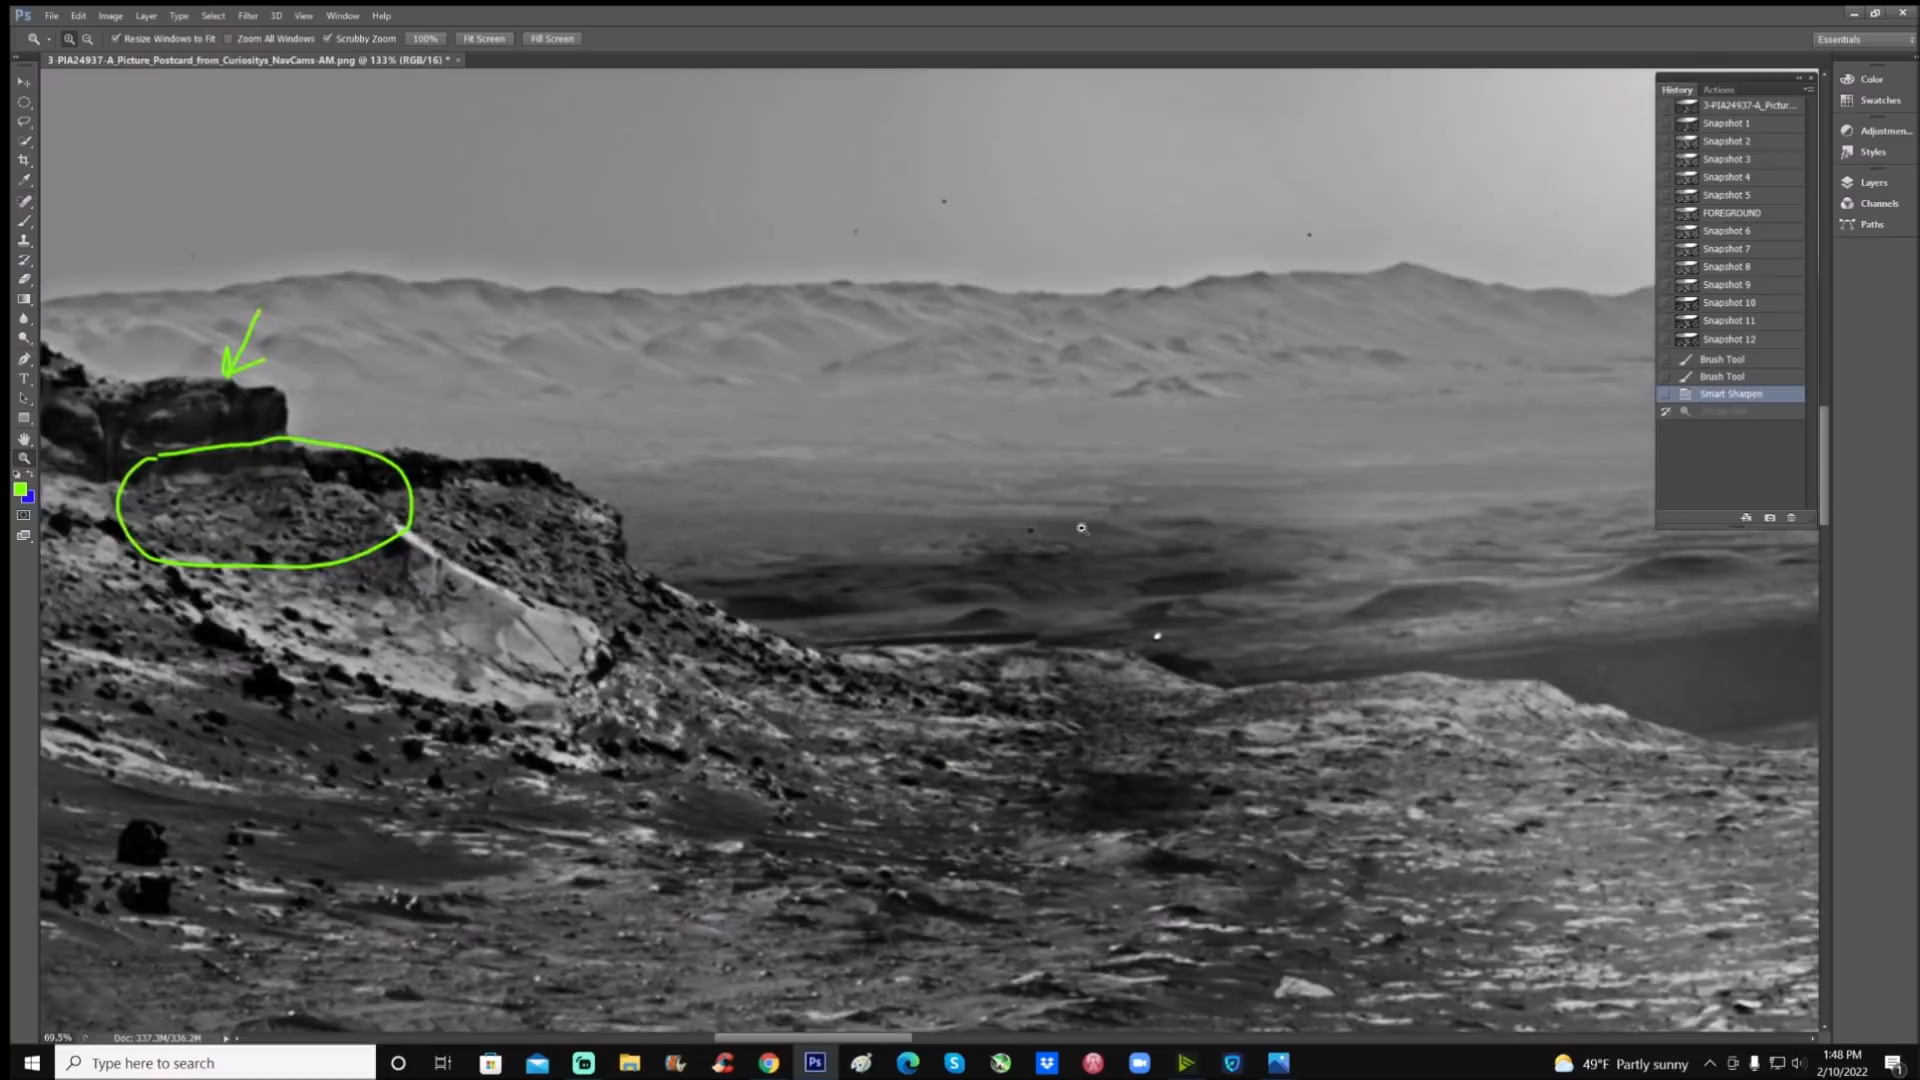 Ps File Edit Image Layer Type Select Filter 3D View Window Help
Resize Windows to Fit Zoom All Windows Scrubby Zoom 100% Fit Screen Fill Screen Essentials
3-PIA24937-A_Picture_Postcard_from_Curiositys_NavCams-AM.png @ 133% (RGB/16) *
History Actions
3-PIA24937-A_Pictur...
Snapshot 1
Snapshot 2
Snapshot 3
Snapshot 4
Snapshot 5
FOREGROUND
Snapshot 6
Snapshot 7
Snapshot 8
Snapshot 9
Snapshot 10
Snapshot 11
Snapshot 12
Brush Tool
Brush Tool
Smart Sharpen
Color
Swatches
Adjustmen...
Styles
Layers
Channels
Paths
69.5% Doc: 337.3M/336.2M
Type here to search
Ps
49°F Partly sunny
1:48 PM
2/10/2022